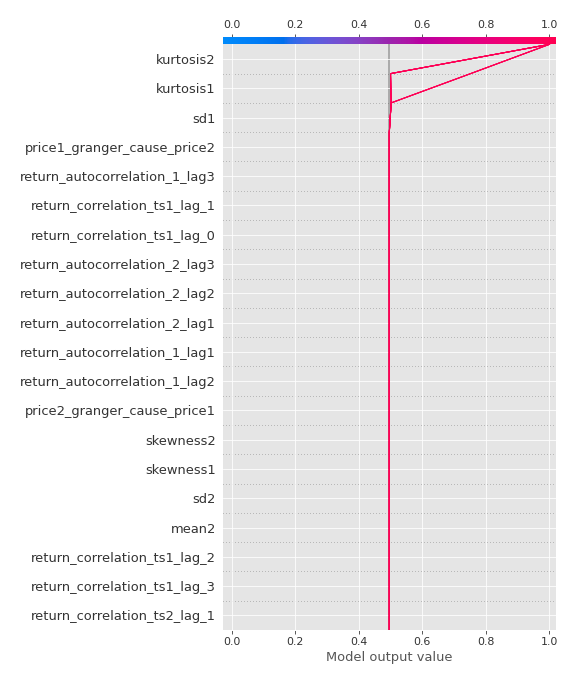 0.0 0.2 0.4 0.6 0.8 1.0
kurtosis2
kurtosis1
sd1
price1_granger_cause_price2
return_autocorrelation_1_lag3
return_correlation_ts1_lag_1
return_correlation_ts1_lag_0
return_autocorrelation_2_lag3
return_autocorrelation_2_lag2
return_autocorrelation_2_lag1
return_autocorrelation_1_lag1
return_autocorrelation_1_lag2
price2_granger_cause_price1
skewness2
skewness1
sd2
mean2
return_correlation_ts1_lag_2
return_correlation_ts1_lag_3
return_correlation_ts2_lag_1
0.0 0.2 0.4 0.6 0.8 1.0
Model output value